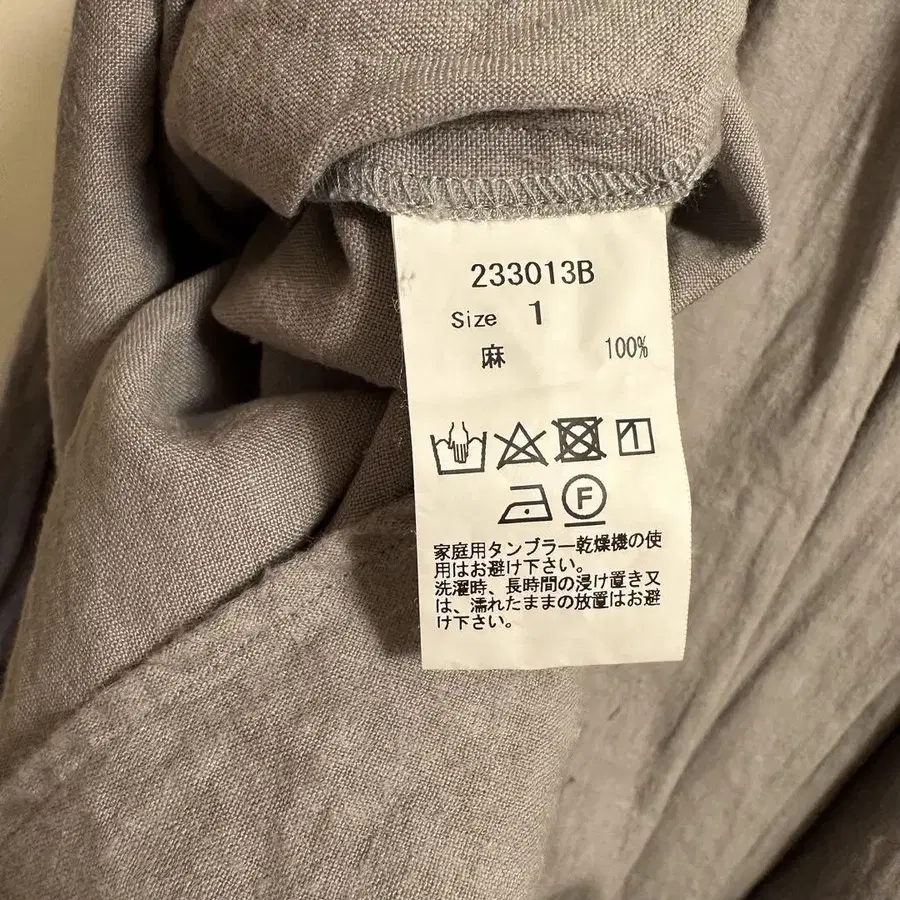 233013B
Size 1
麻 100%
F
家庭用タンブラー乾燥機の使
用はお避け下さい。
洗濯時、長時間の浸け置き又
は、濡れたままの放置はお避
け下さい。